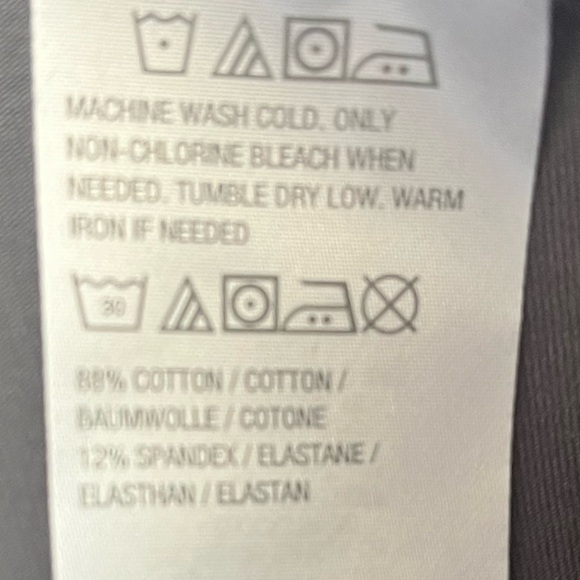 MACHINE WASH COLD. ONLY
NON-CHLORINE BLEACH WHEN
NEEDED. TUMBLE DRY LOW. WARM
IRON IF NEEDED
30
88% COTTON / COTTON /
BAUMWOLLE / COTONE
12% SPANDEX / ELASTANE /
ELASTHAN / ELASTAN